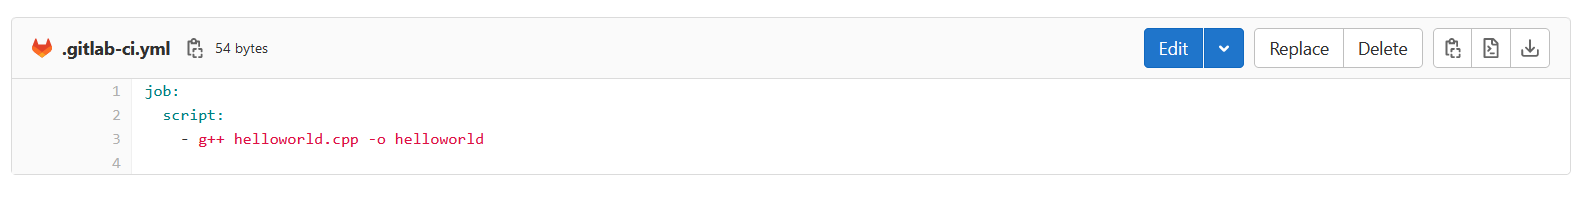 .gitlab-ci.yml 54 bytes Edit Replace Delete
1 job:
2   script:
3     - g++ helloworld.cpp -o helloworld
4